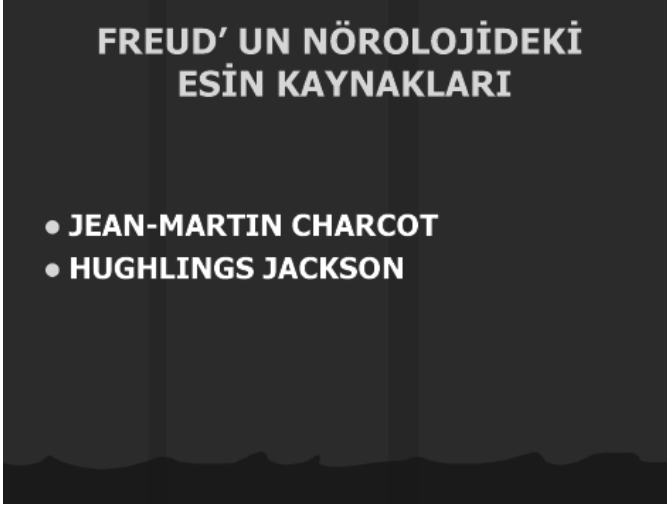 FREUD’ UN NÖROLOJİDEKİ
ESİN KAYNAKLARI
● JEAN-MARTIN CHARCOT
● HUGHLINGS JACKSON